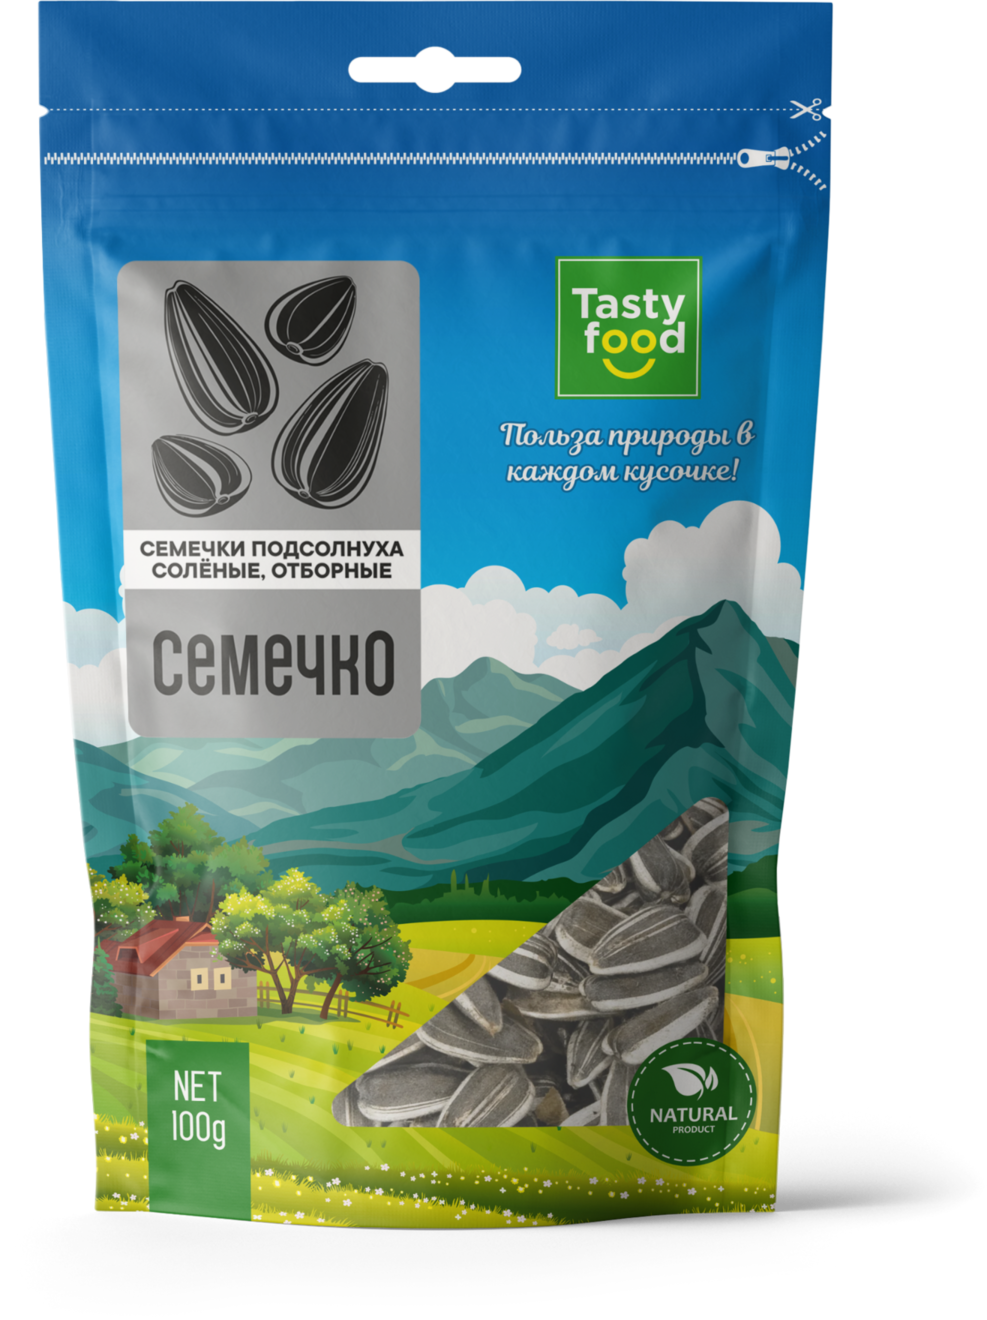 Tasty
food
Польза природы в
каждом кусочке!
СЕМЕЧКИ ПОДСОЛНУХА
СОЛЁНЫЕ, ОТБОРНЫЕ
семечко
NET
100g
NATURAL
PRODUCT